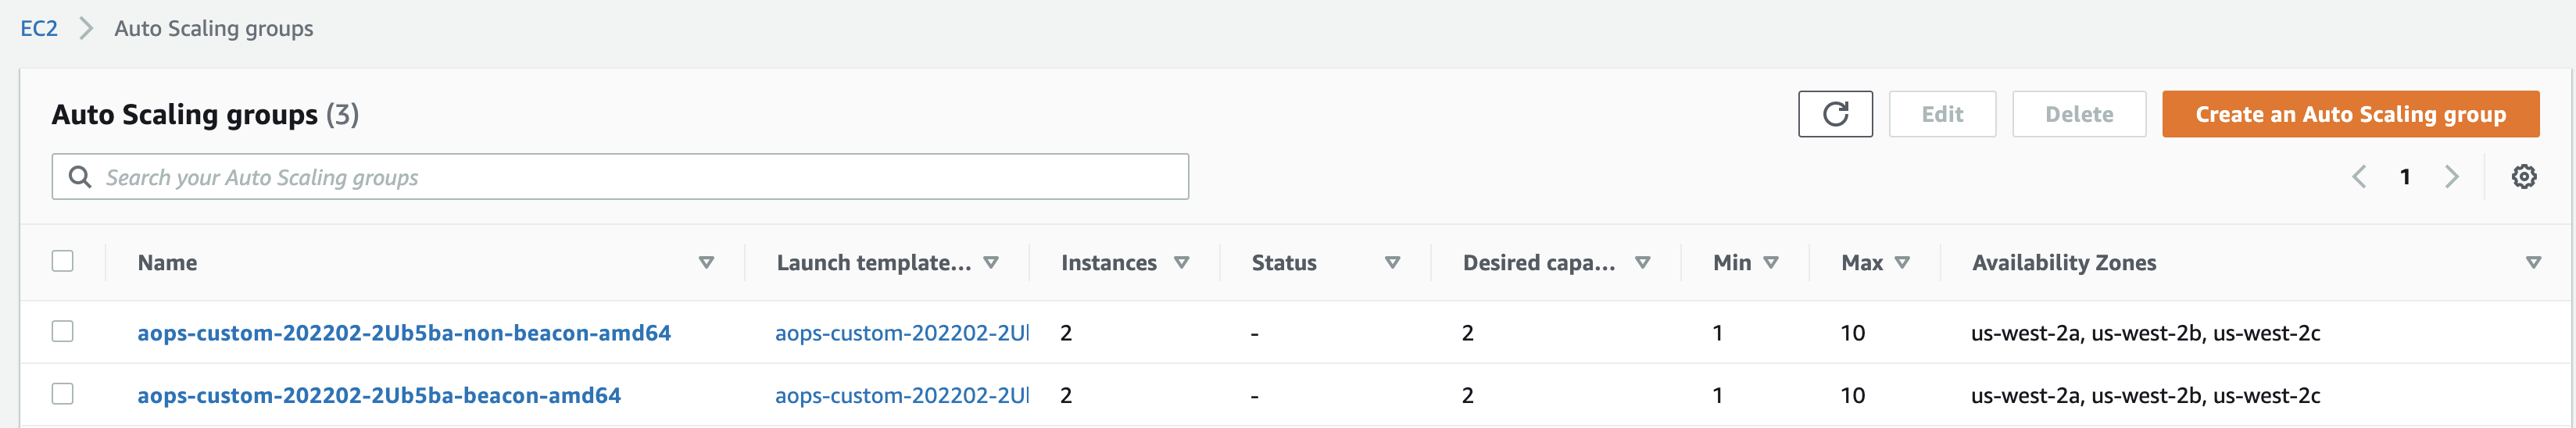 EC2 Auto Scaling groups
Auto Scaling groups (3)
Edit Delete Create an Auto Scaling group
Search your Auto Scaling groups
1
Name Launch template... Instances Status Desired capa... Min Max Availability Zones
aops-custom-202202-2Ub5ba-non-beacon-amd64 aops-custom-202202-2Ul 2 - 2 1 10 us-west-2a, us-west-2b, us-west-2c
aops-custom-202202-2Ub5ba-beacon-amd64 aops-custom-202202-2Ul 2 - 2 1 10 us-west-2a, us-west-2b, us-west-2c